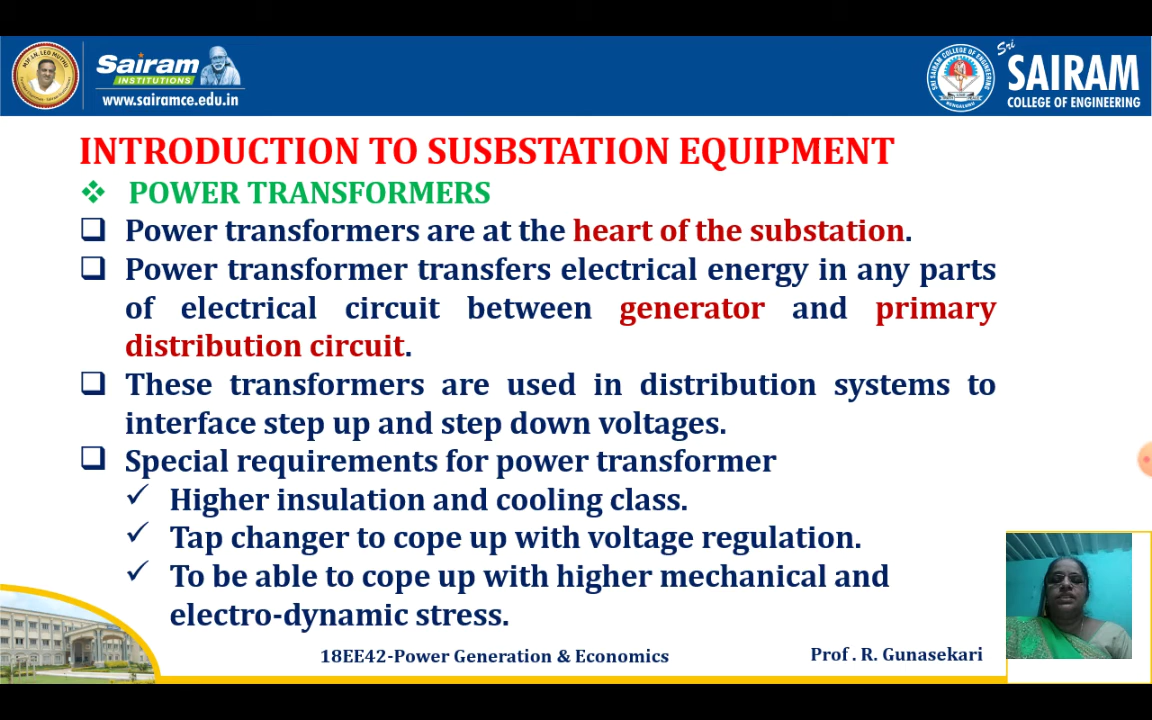 Sairam
INSTITUTIONS
www.sairamce.edu.in
Sri
SAIRAM
COLLEGE OF ENGINEERING
INTRODUCTION TO SUSBSTATION EQUIPMENT
❖ POWER TRANSFORMERS
❑ Power transformers are at the heart of the substation.
❑ Power transformer transfers electrical energy in any parts
of electrical circuit between generator and primary
distribution circuit.
❑ These transformers are used in distribution systems to
interface step up and step down voltages.
❑ Special requirements for power transformer
✓ Higher insulation and cooling class.
✓ Tap changer to cope up with voltage regulation.
✓ To be able to cope up with higher mechanical and
electro-dynamic stress.
18EE42-Power Generation & Economics
Prof . R. Gunasekari